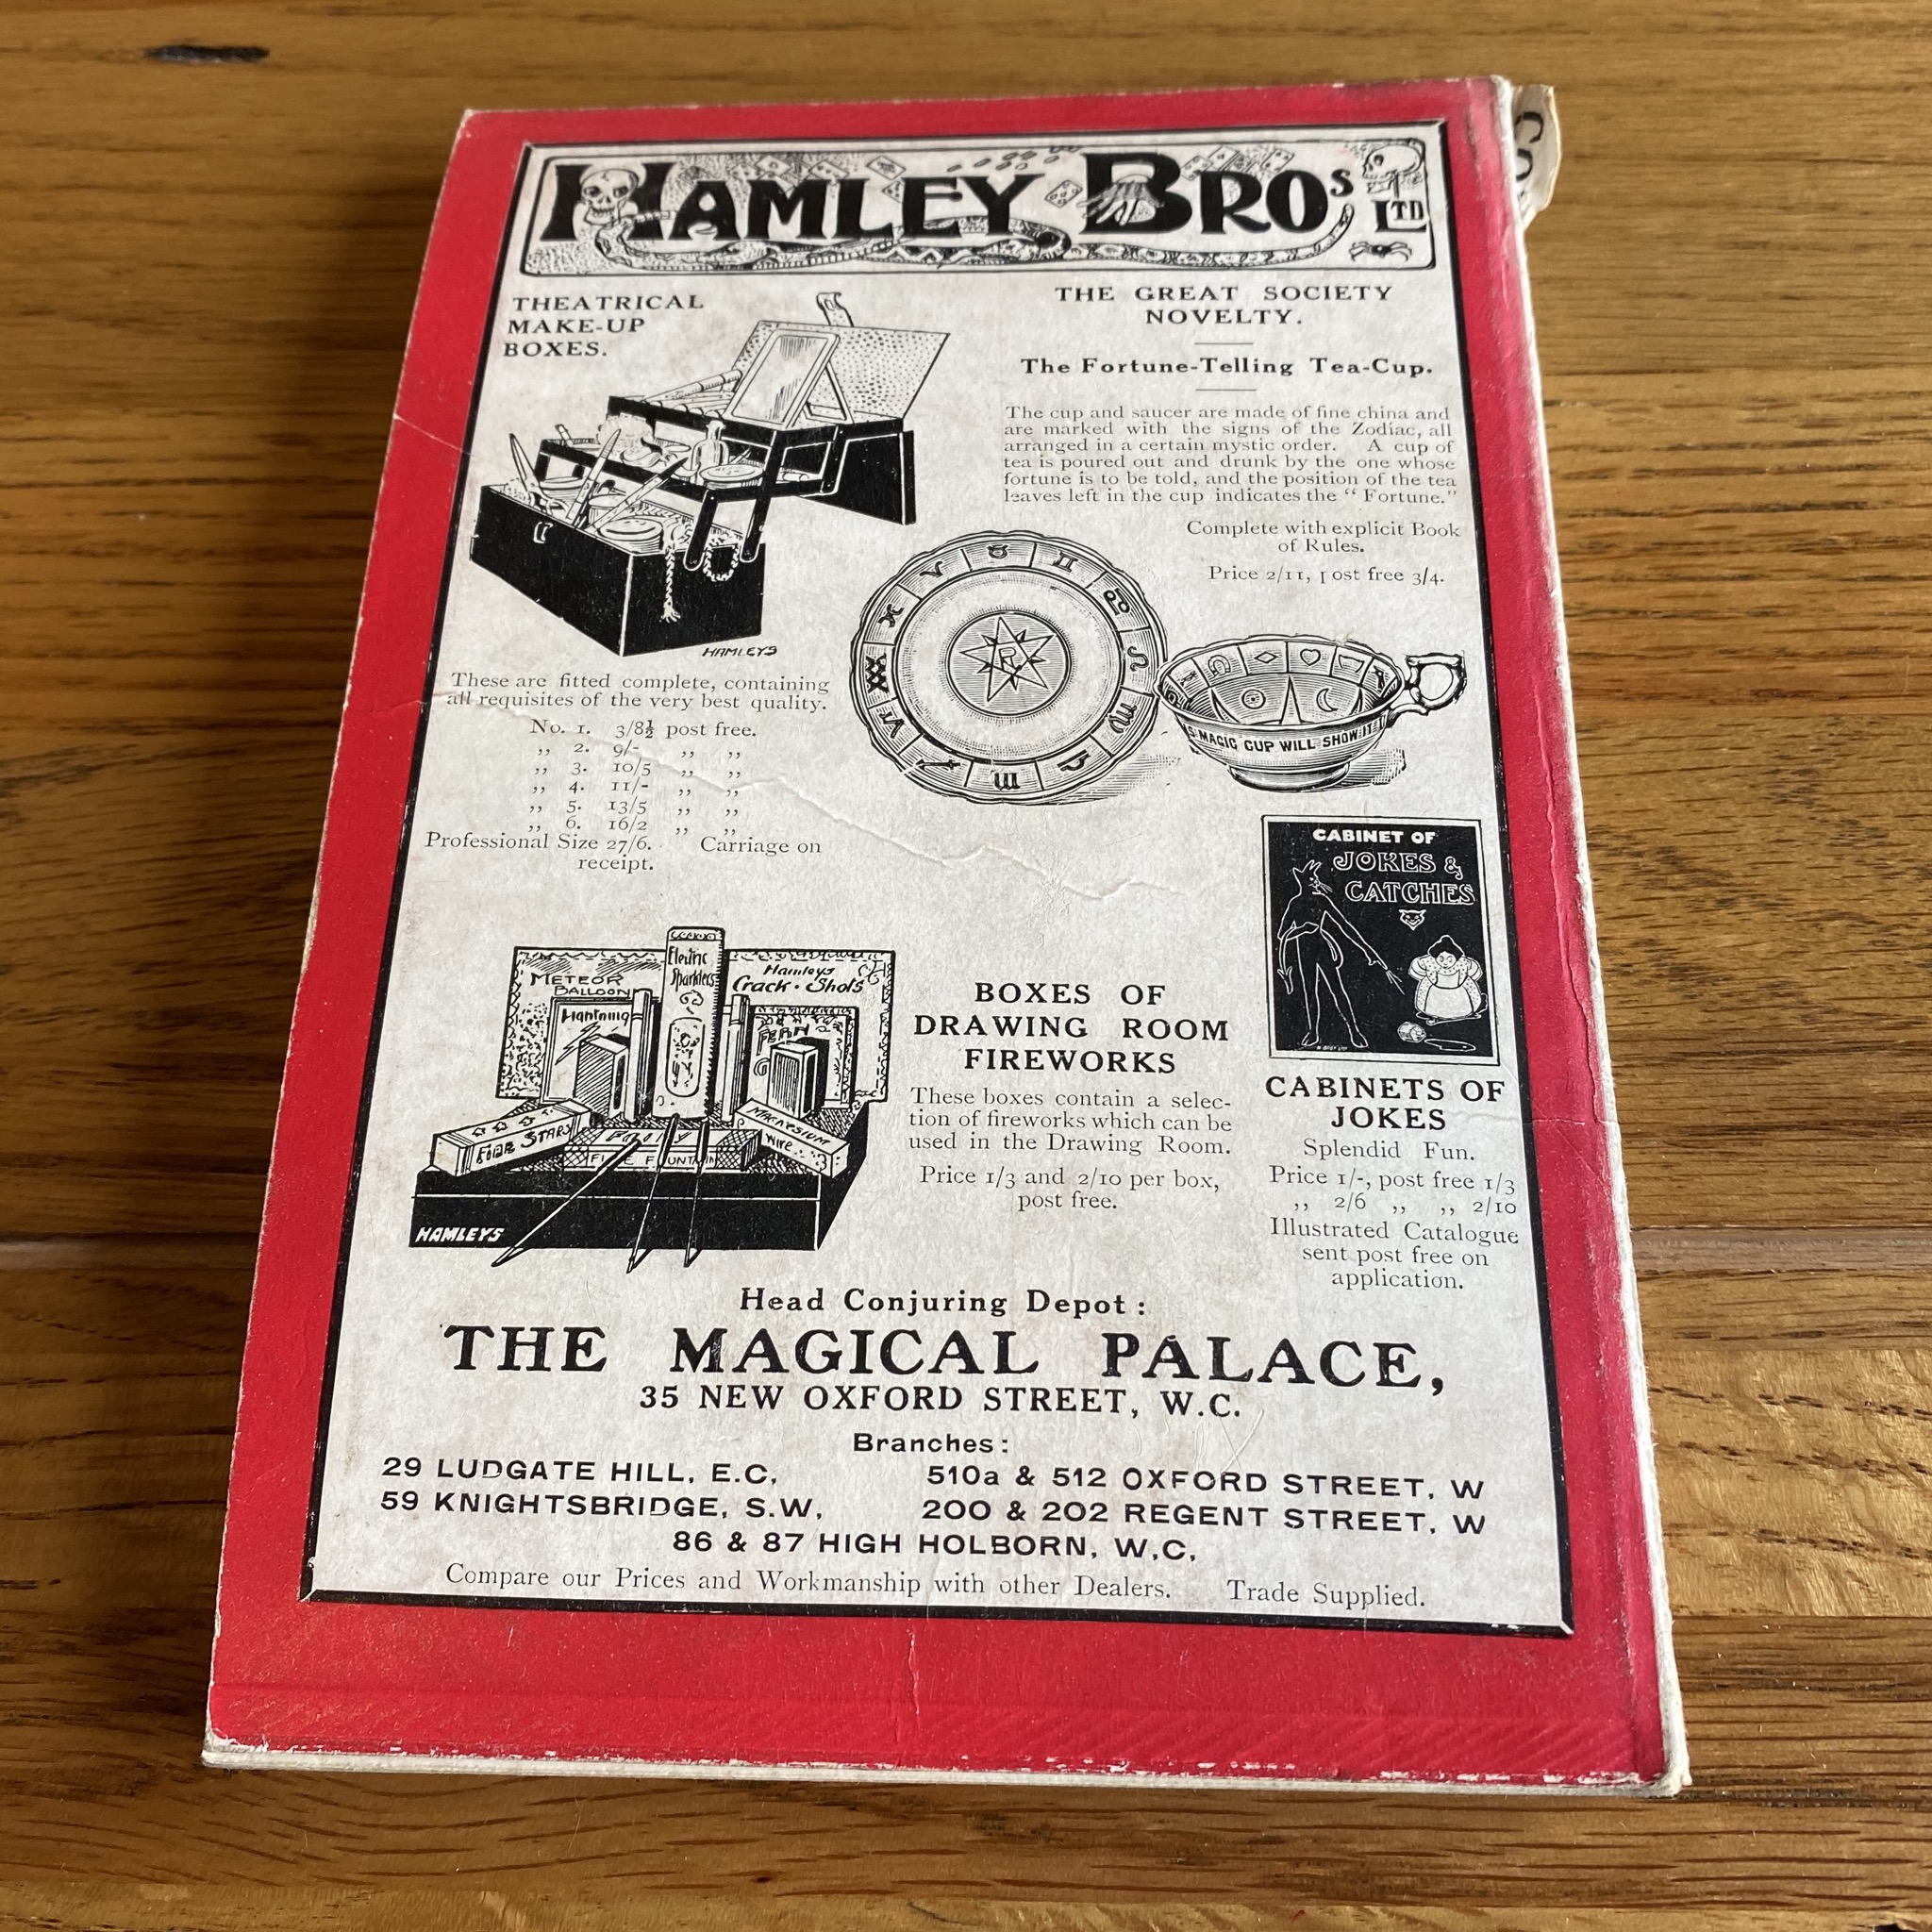 HAMLEY BROS LTD
THEATRICAL
MAKE-UP
BOXES.
HAMLEYS
These are fitted complete, containing
all requisites of the very best quality.
No. 1. 3/8½ post free.
,, 2. 9/- ,, ,,
,, 3. 10/5 ,, ,,
,, 4. 11/- ,, ,,
,, 5. 13/5 ,, ,,
,, 6. 16/2 ,, ,,
Professional Size 27/6. Carriage on
receipt.
THE GREAT SOCIETY
NOVELTY.
The Fortune-Telling Tea-Cup.
The cup and saucer are made of fine china and
are marked with the signs of the Zodiac, all
arranged in a certain mystic order. A cup of
tea is poured out and drunk by the one whose
fortune is to be told, and the position of the tea
leaves left in the cup indicates the “ Fortune.”
Complete with explicit Book
of Rules.
Price 2/11, post free 3/4.
♈ ♉ ♊ ♋ ♌ ♍ ♎ ♏ ♐ ♑ ♒ ♓
R
S MAGIC CUP WILL SHOW IT
METEOR
BALLOON
Lightning
Electric
Sparklers
Hamleys
Crack-Shots
FERN
FIRE STARS
FIRE FOUNTAIN
MAGNESIUM
WIRE
HAMLEYS
BOXES OF
DRAWING ROOM
FIREWORKS
These boxes contain a selec-
tion of fireworks which can be
used in the Drawing Room.
Price 1/3 and 2/10 per box,
post free.
CABINET OF
JOKES &
CATCHES
CABINETS OF
JOKES
Splendid Fun.
Price 1/-, post free 1/3
,, 2/6 ,, ,, 2/10
Illustrated Catalogue
sent post free on
application.
Head Conjuring Depot :
THE MAGICAL PALACE,
35 NEW OXFORD STREET, W.C.
Branches :
29 LUDGATE HILL, E.C, 510a & 512 OXFORD STREET, W
59 KNIGHTSBRIDGE, S.W, 200 & 202 REGENT STREET, W
86 & 87 HIGH HOLBORN, W.C,
Compare our Prices and Workmanship with other Dealers. Trade Supplied.